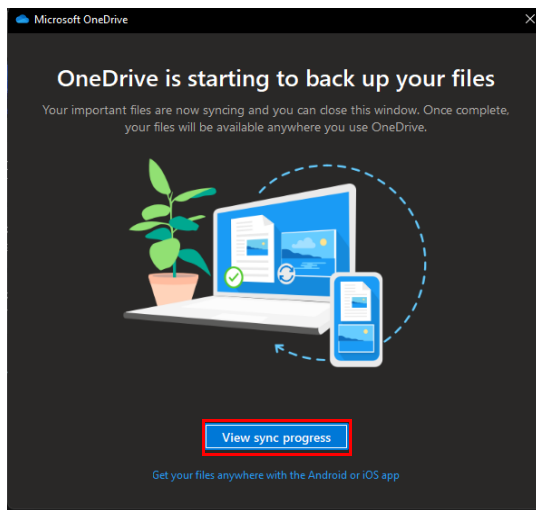 Microsoft OneDrive
OneDrive is starting to back up your files
Your important files are now syncing and you can close this window. Once complete,
your files will be available anywhere you use OneDrive.
View sync progress
Get your files anywhere with the Android or iOS app